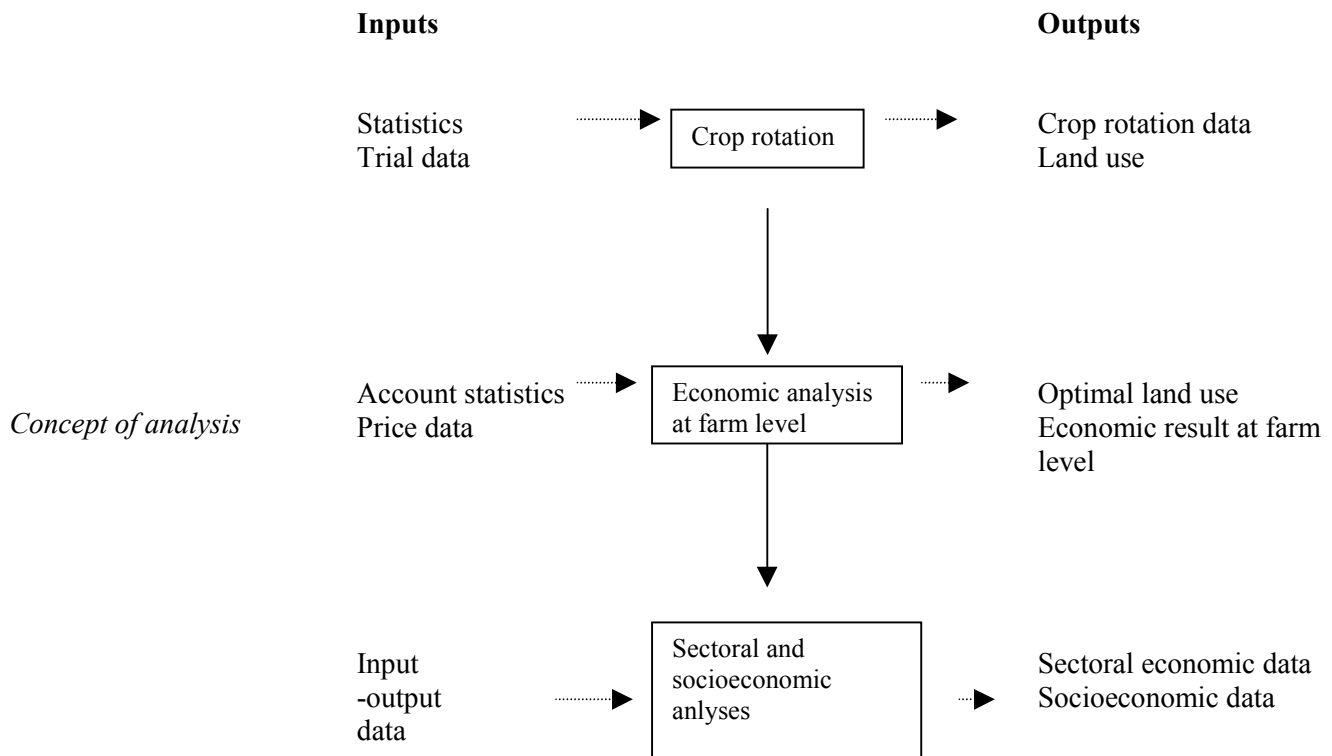 Inputs
Outputs
Statistics
Trial data
Crop rotation
Crop rotation data
Land use
Concept of analysis
Account statistics
Price data
Economic analysis
at farm level
Optimal land use
Economic result at farm
level
Input
-output
data
Sectoral and
socioeconomic
anlyses
Sectoral economic data
Socioeconomic data